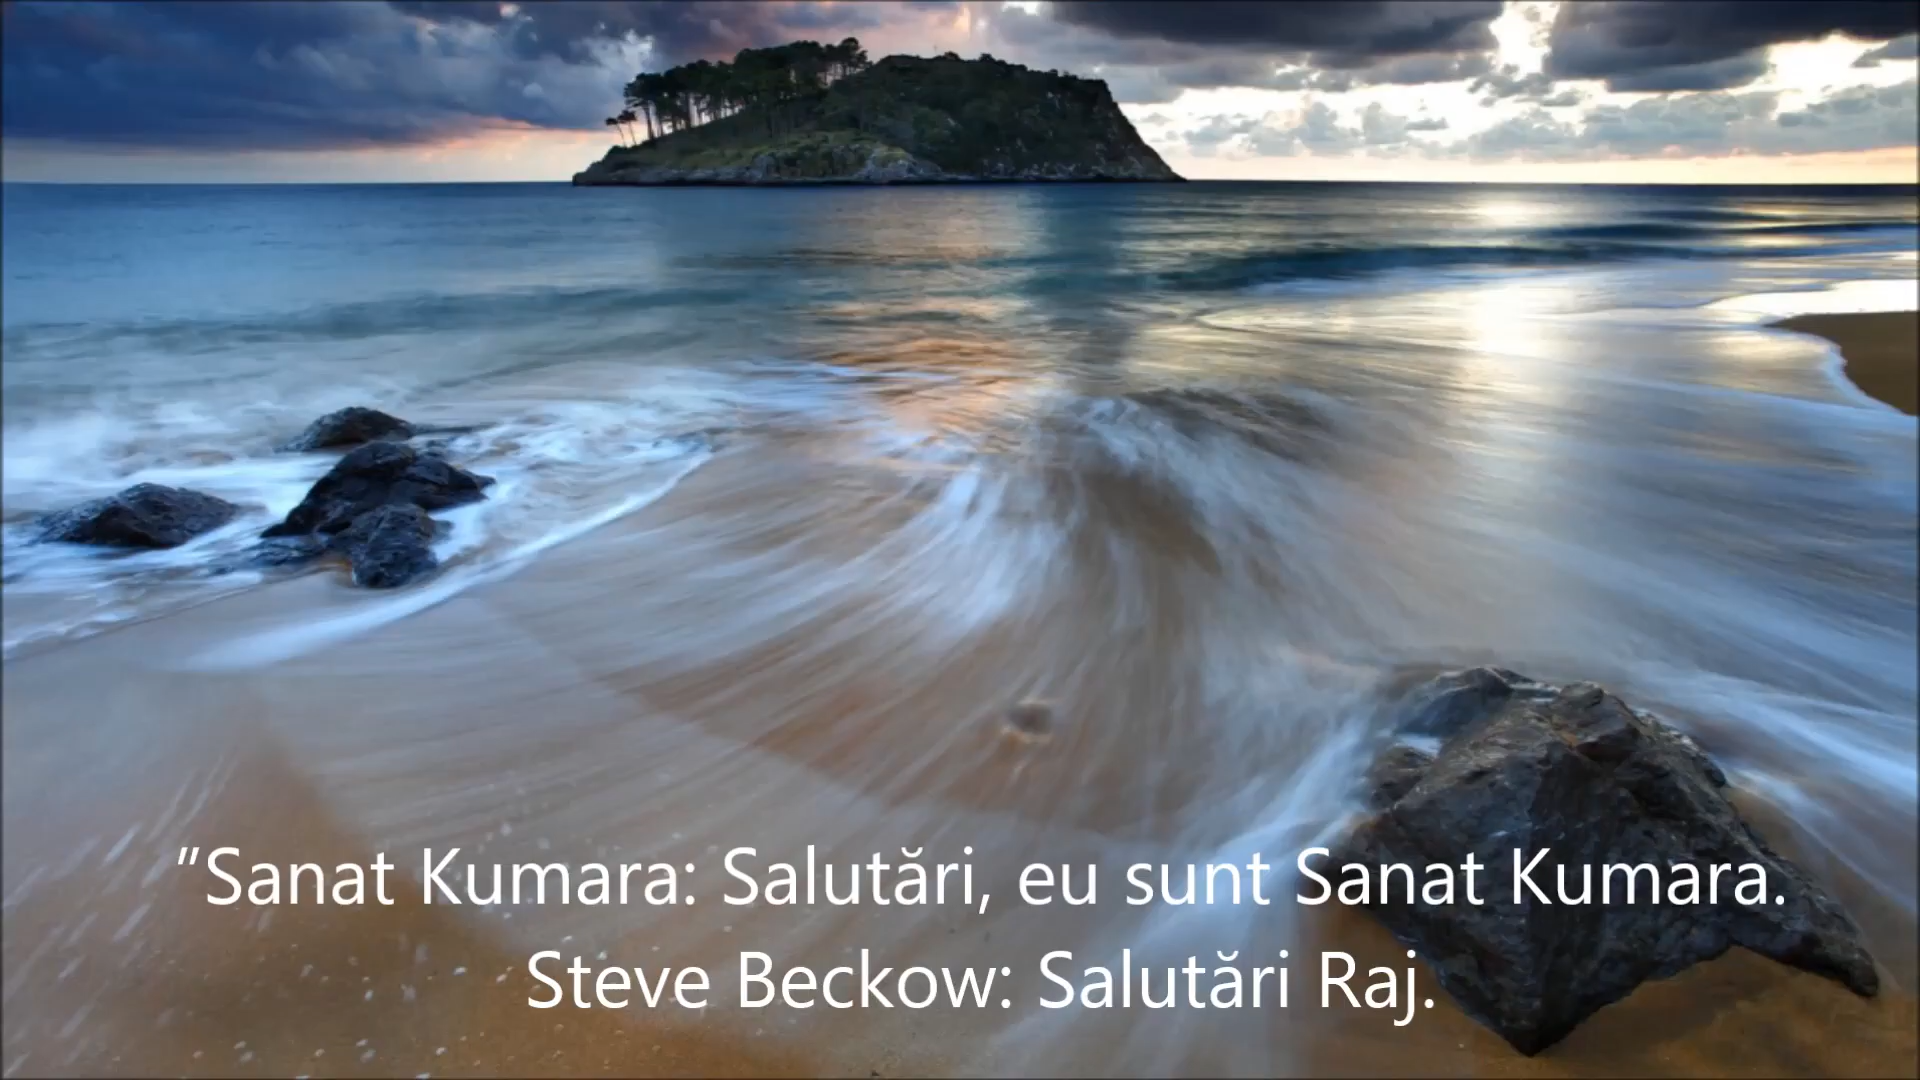 "Sanat Kumara: Salutări, eu sunt Sanat Kumara.
Steve Beckow: Salutări Raj.